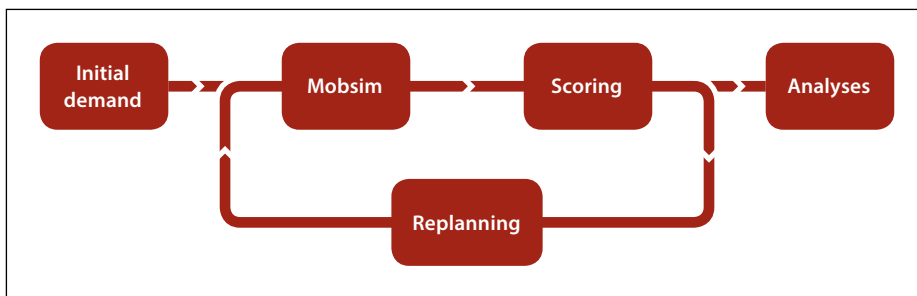 Initial
demand
Mobsim
Scoring
Analyses
Replanning